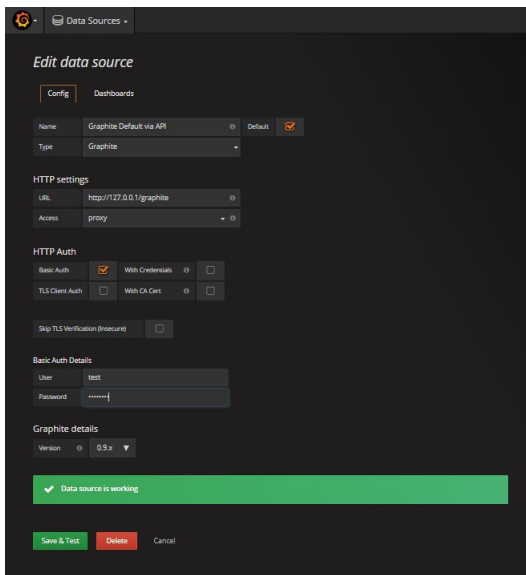 Data Sources
Edit data source
Config Dashboards
Name Graphite Default via API Default
Type Graphite
HTTP settings
URL http://127.0.0.1/graphite
Access proxy
HTTP Auth
Basic Auth With Credentials
TLS Client Auth With CA Cert
Skip TLS Verification (Insecure)
Basic Auth Details
User test
Password ••••••••
Graphite details
Version 0.9.x
Data source is working
Save & Test Delete Cancel